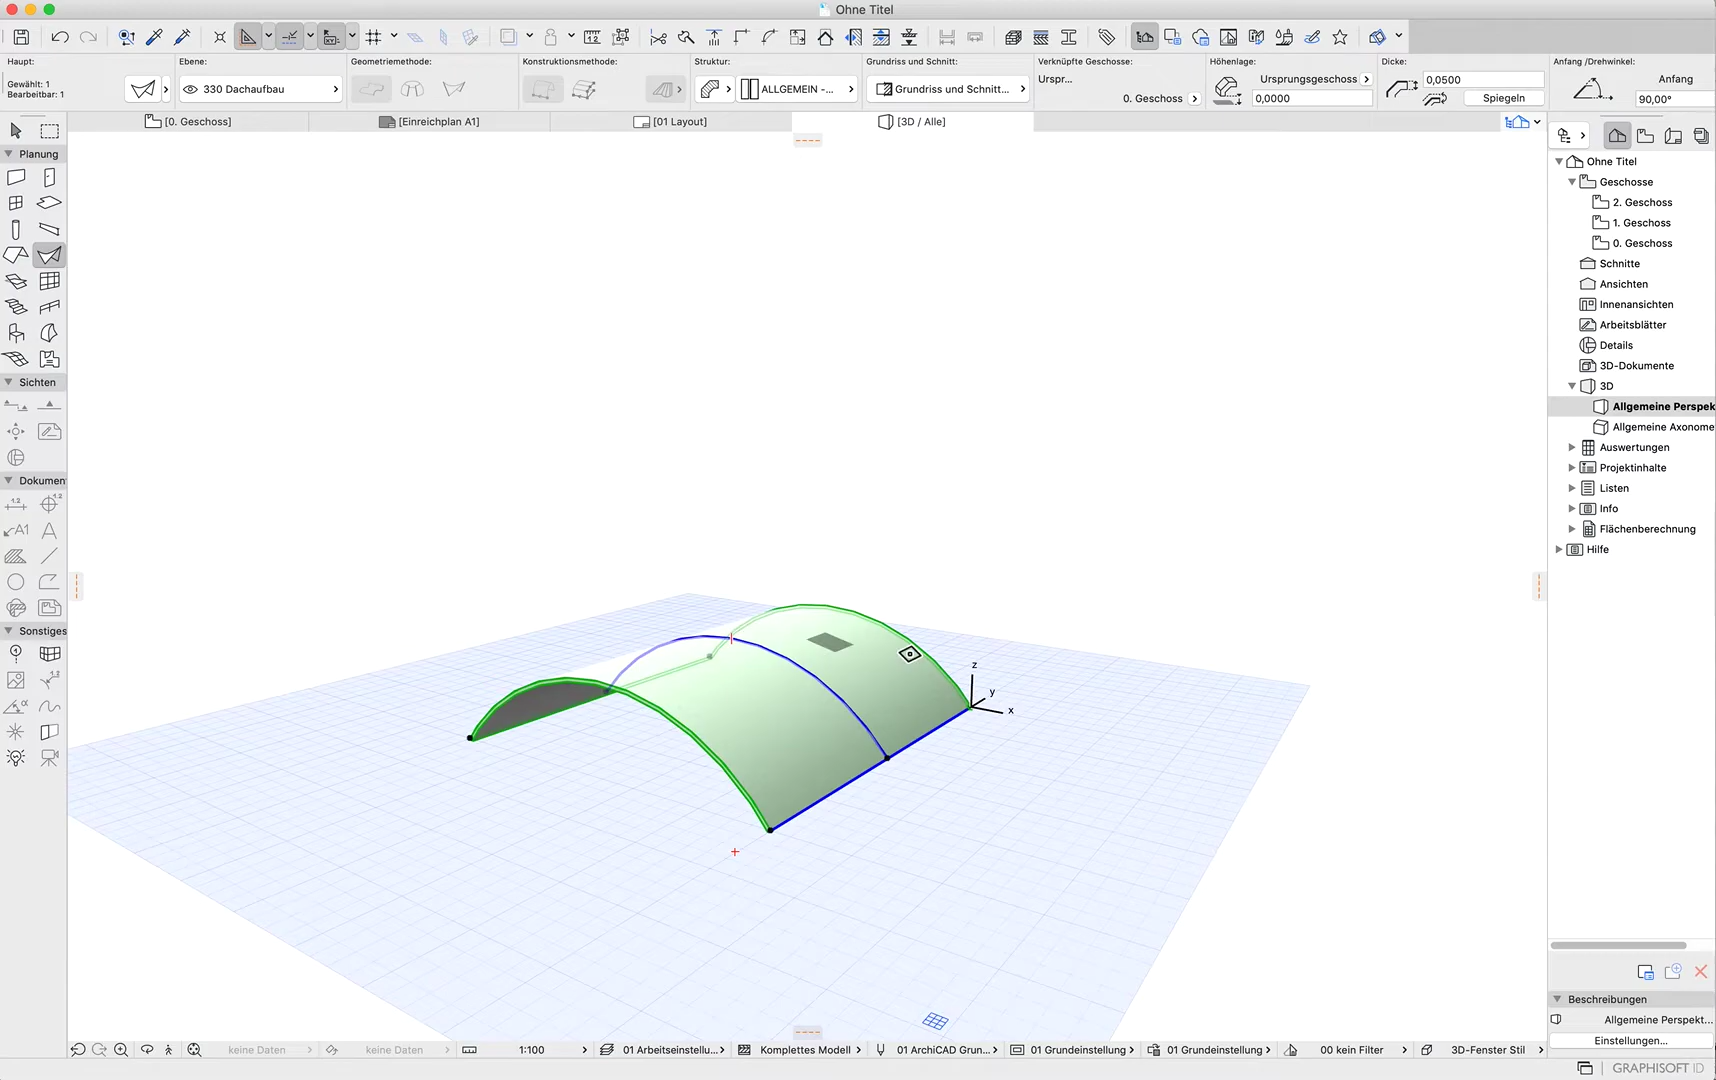 Ohne Titel
Haupt:
Gewählt: 1
Bearbeitbar: 1
Ebene:
330 Dachaufbau
Geometriemethode:
Konstruktionsmethode:
Struktur:
ALLGEMEIN -...
Grundriss und Schnitt:
Grundriss und Schnitt...
Verknüpfte Geschosse:
Urspr...
0. Geschoss
Höhenlage:
Ursprungsgeschoss
0,0000
Dicke:
0,0500
Spiegeln
Anfang /Drehwinkel:
Anfang
90,00°
[0. Geschoss]
[Einreichplan A1]
[01 Layout]
[3D / Alle]
Planung
Sichten
Dokumen
A1
A
Sonstiges
z
y
x
Ohne Titel
Geschosse
2. Geschoss
1. Geschoss
0. Geschoss
Schnitte
Ansichten
Innenansichten
Arbeitsblätter
Details
3D-Dokumente
3D
Allgemeine Perspek
Allgemeine Axonome
Auswertungen
Projektinhalte
Listen
Info
Flächenberechnung
Hilfe
Beschreibungen
Allgemeine Perspekt...
Einstellungen...
keine Daten
keine Daten
1:100
01 Arbeitseinstellu...
Komplettes Modell
01 ArchiCAD Grun...
01 Grundeinstellung
01 Grundeinstellung
00 kein Filter
3D-Fenster Stil
GRAPHISOFT ID